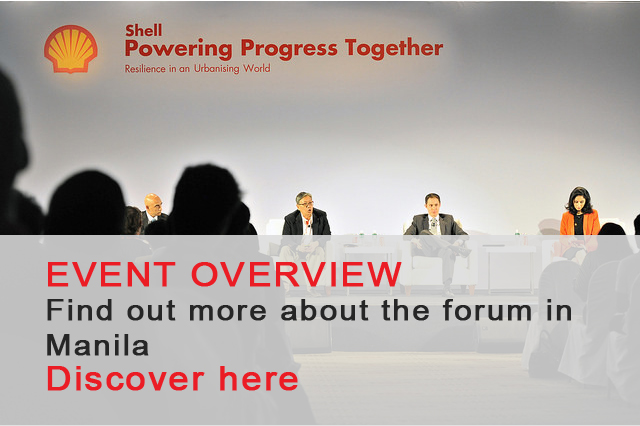 Shell
Powering Progress Together
Resilience in an Urbanising World
EVENT OVERVIEW
Find out more about the forum in
Manila
Discover here